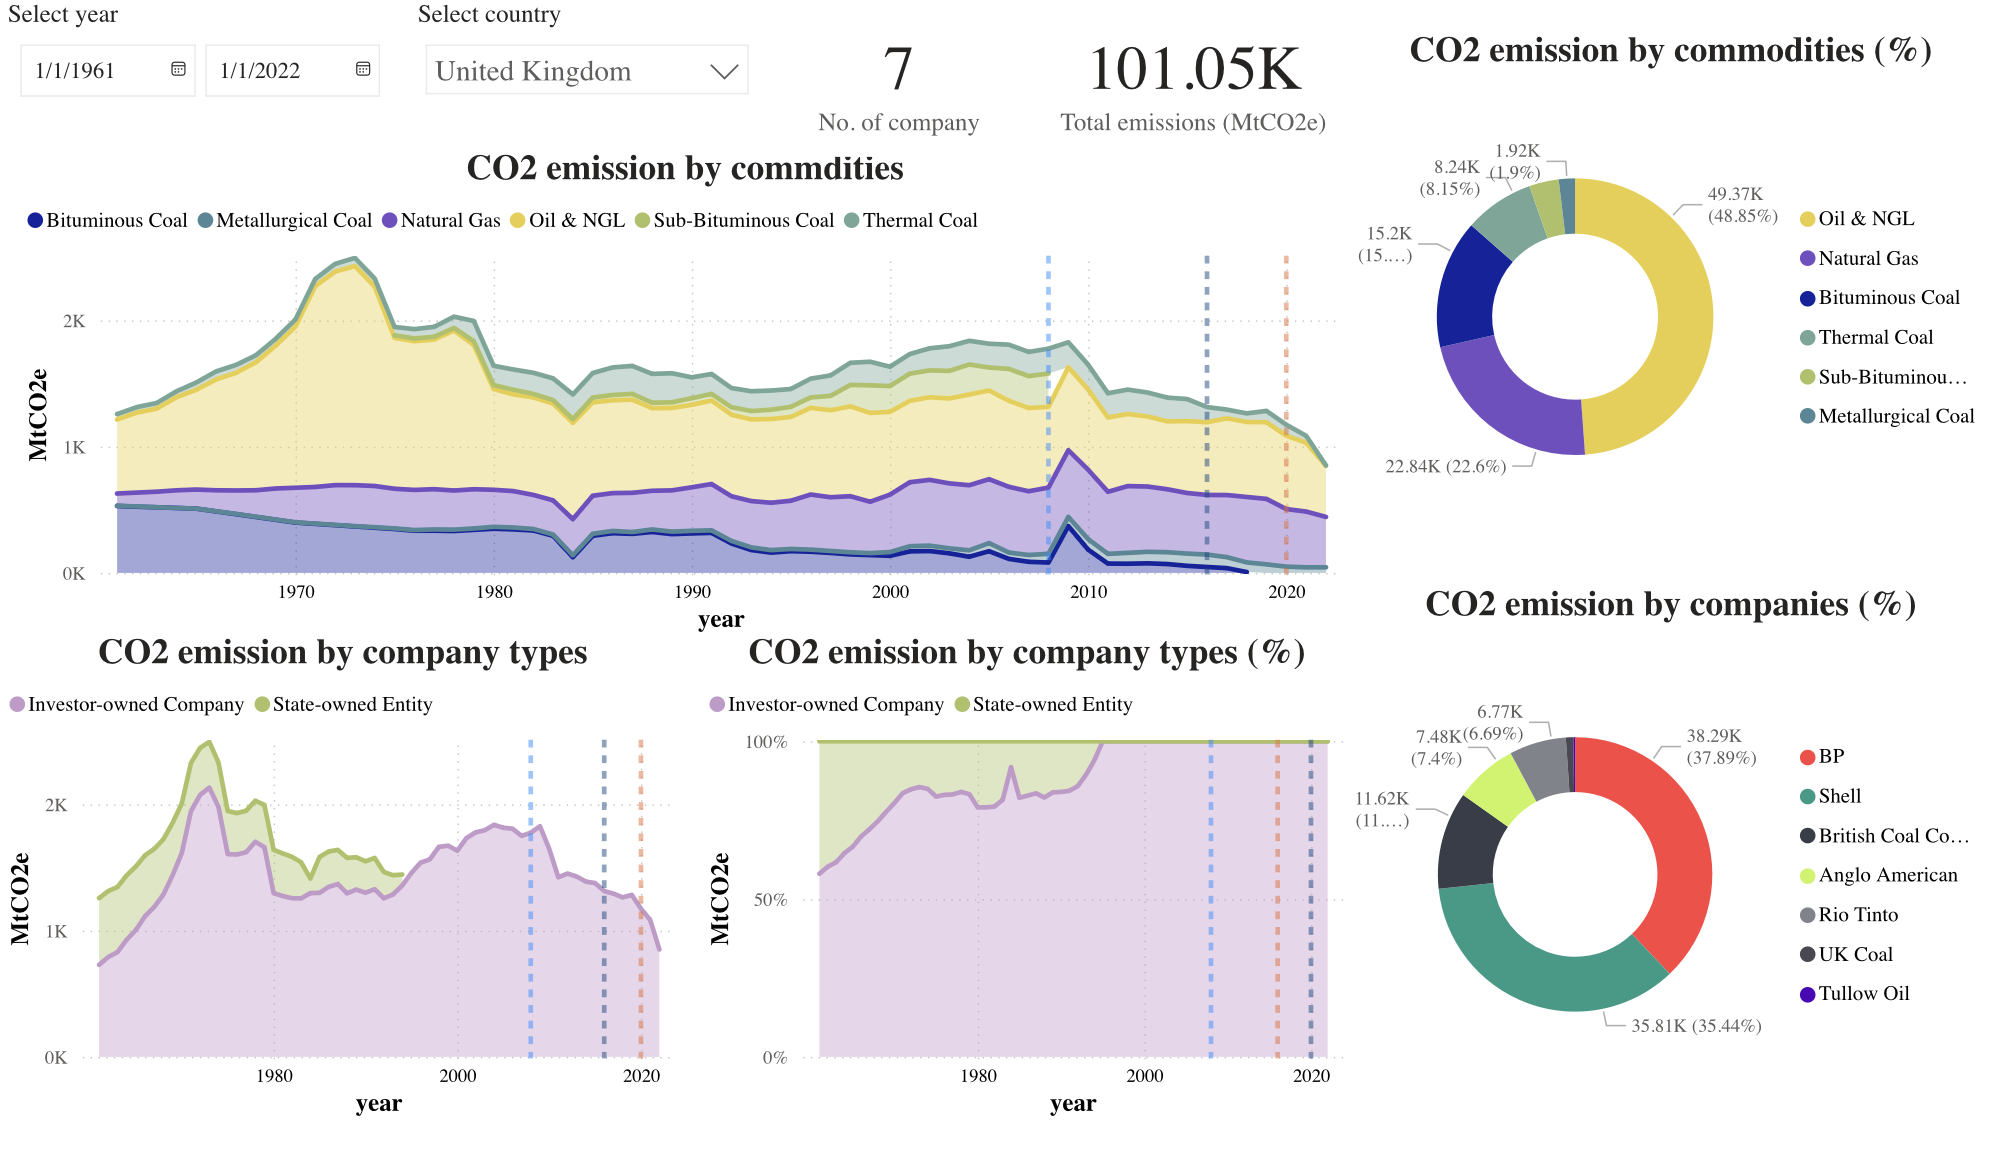 Select year
Select country
1/1/1961
1/1/2022
United Kingdom
7
No. of company
101.05K
Total emissions (MtCO2e)
CO2 emission by commdities
Bituminous Coal Metallurgical Coal Natural Gas Oil & NGL Sub-Bituminous Coal Thermal Coal
MtCO2e
2K
1K
0K
1970 1980 1990 2000 2010 2020
year
CO2 emission by commodities (%)
1.92K
(1.9%)
8.24K
(8.15%)
49.37K
(48.85%)
15.2K
(15.…)
22.84K (22.6%)
Oil & NGL
Natural Gas
Bituminous Coal
Thermal Coal
Sub-Bituminou…
Metallurgical Coal
CO2 emission by company types
Investor-owned Company State-owned Entity
MtCO2e
2K
1K
0K
1980 2000 2020
year
CO2 emission by company types (%)
Investor-owned Company State-owned Entity
MtCO2e
100%
50%
0%
1980 2000 2020
year
CO2 emission by companies (%)
6.77K
(6.69%)
7.48K
(7.4%)
38.29K
(37.89%)
11.62K
(11.…)
35.81K (35.44%)
BP
Shell
British Coal Co…
Anglo American
Rio Tinto
UK Coal
Tullow Oil